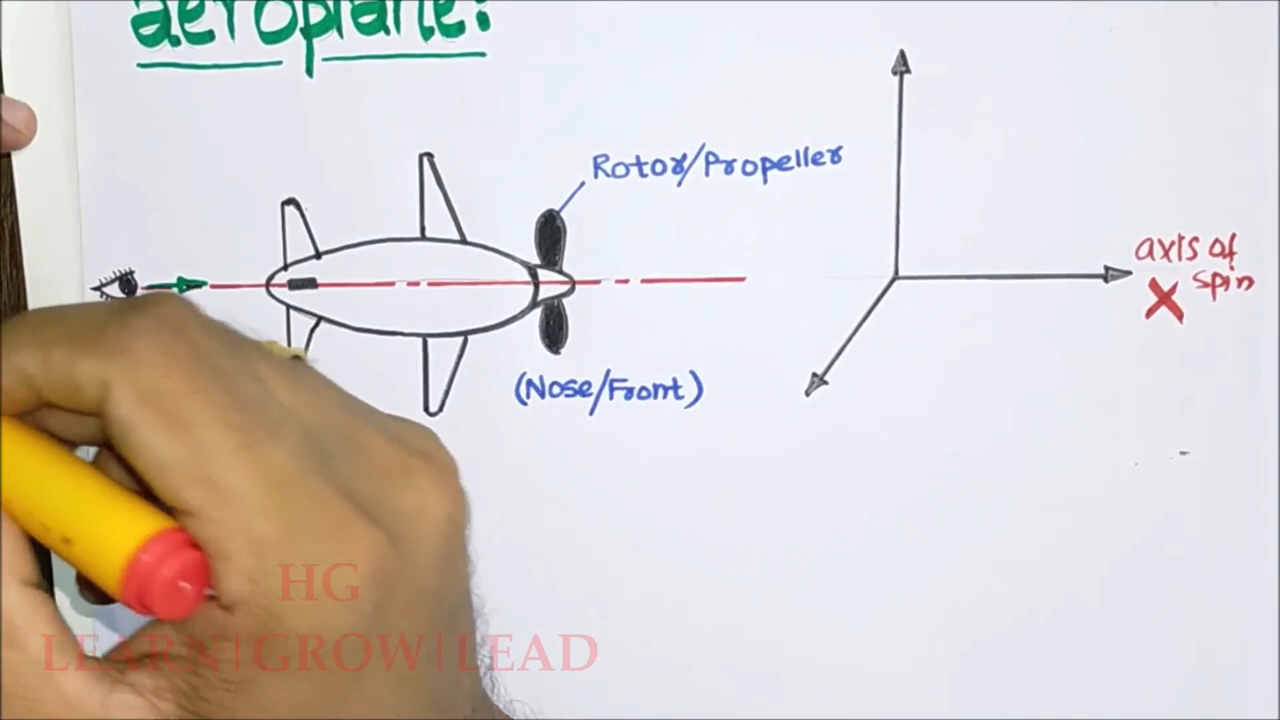 aeroplane:
Rotor/Propeller
axis of
spin
X
(Nose/Front)
HG
LEARN|GROW|LEAD